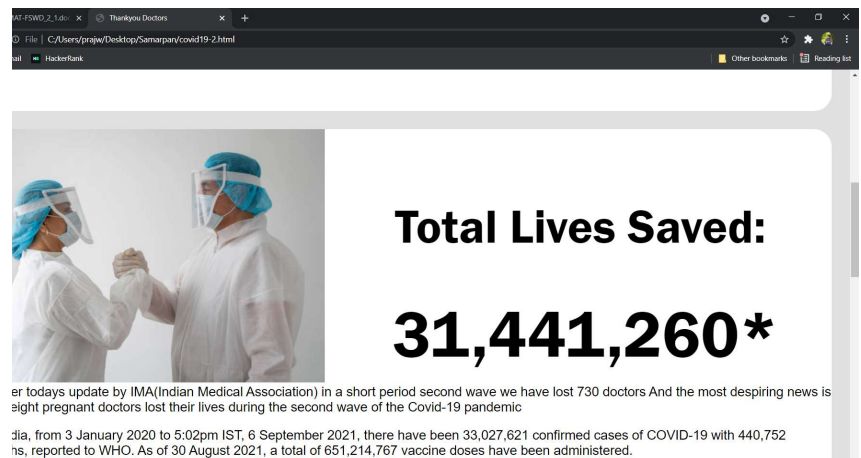 Thankyou Doctors
File | C:/Users/prajw/Desktop/Samarpan/covid19-2.html
HackerRank
Other bookmarks
Reading list
Total Lives Saved:
31,441,260*
er todays update by IMA(Indian Medical Association) in a short period second wave we have lost 730 doctors And the most despiring news is
eight pregnant doctors lost their lives during the second wave of the Covid-19 pandemic
dia, from 3 January 2020 to 5:02pm IST, 6 September 2021, there have been 33,027,621 confirmed cases of COVID-19 with 440,752
hs, reported to WHO. As of 30 August 2021, a total of 651,214,767 vaccine doses have been administered.